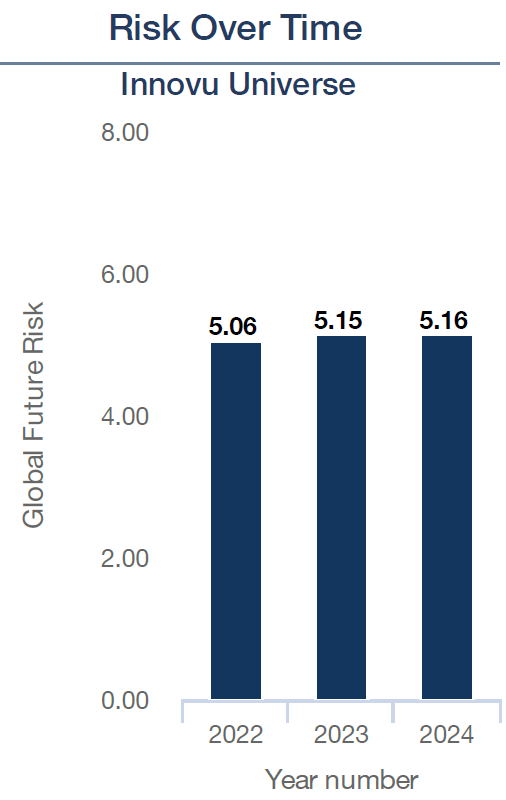 Risk Over Time
Innovu Universe
8.00
6.00
4.00
2.00
0.00
Global Future Risk
5.06
5.15
5.16
2022
2023
2024
Year number